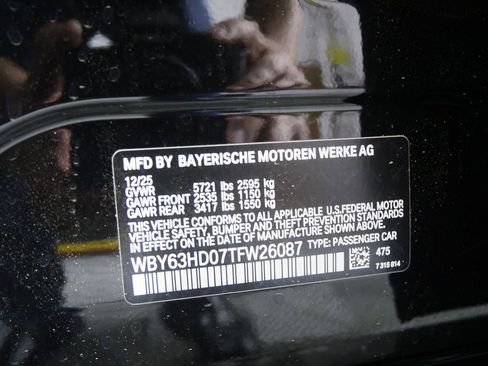 MFD BY BAYERISCHE MOTOREN WERKE AG
12/25
GVWR 5721 lbs 2595 kg
GAWR FRONT 2535 lbs 1150 kg
GAWR REAR 3417 lbs 1550 kg
THIS VEHICLE CONFORMS TO ALL APPLICABLE U.S.FEDERAL MOTOR
VEHICLE SAFETY, BUMPER, AND THEFT PREVENTION STANDARDS
IN EFFECT ON THE DATE OF MANUFACTURE SHOWN ABOVE.
WBY63HD07TFW26087 TYPE: PASSENGER CAR
475
7 315 814